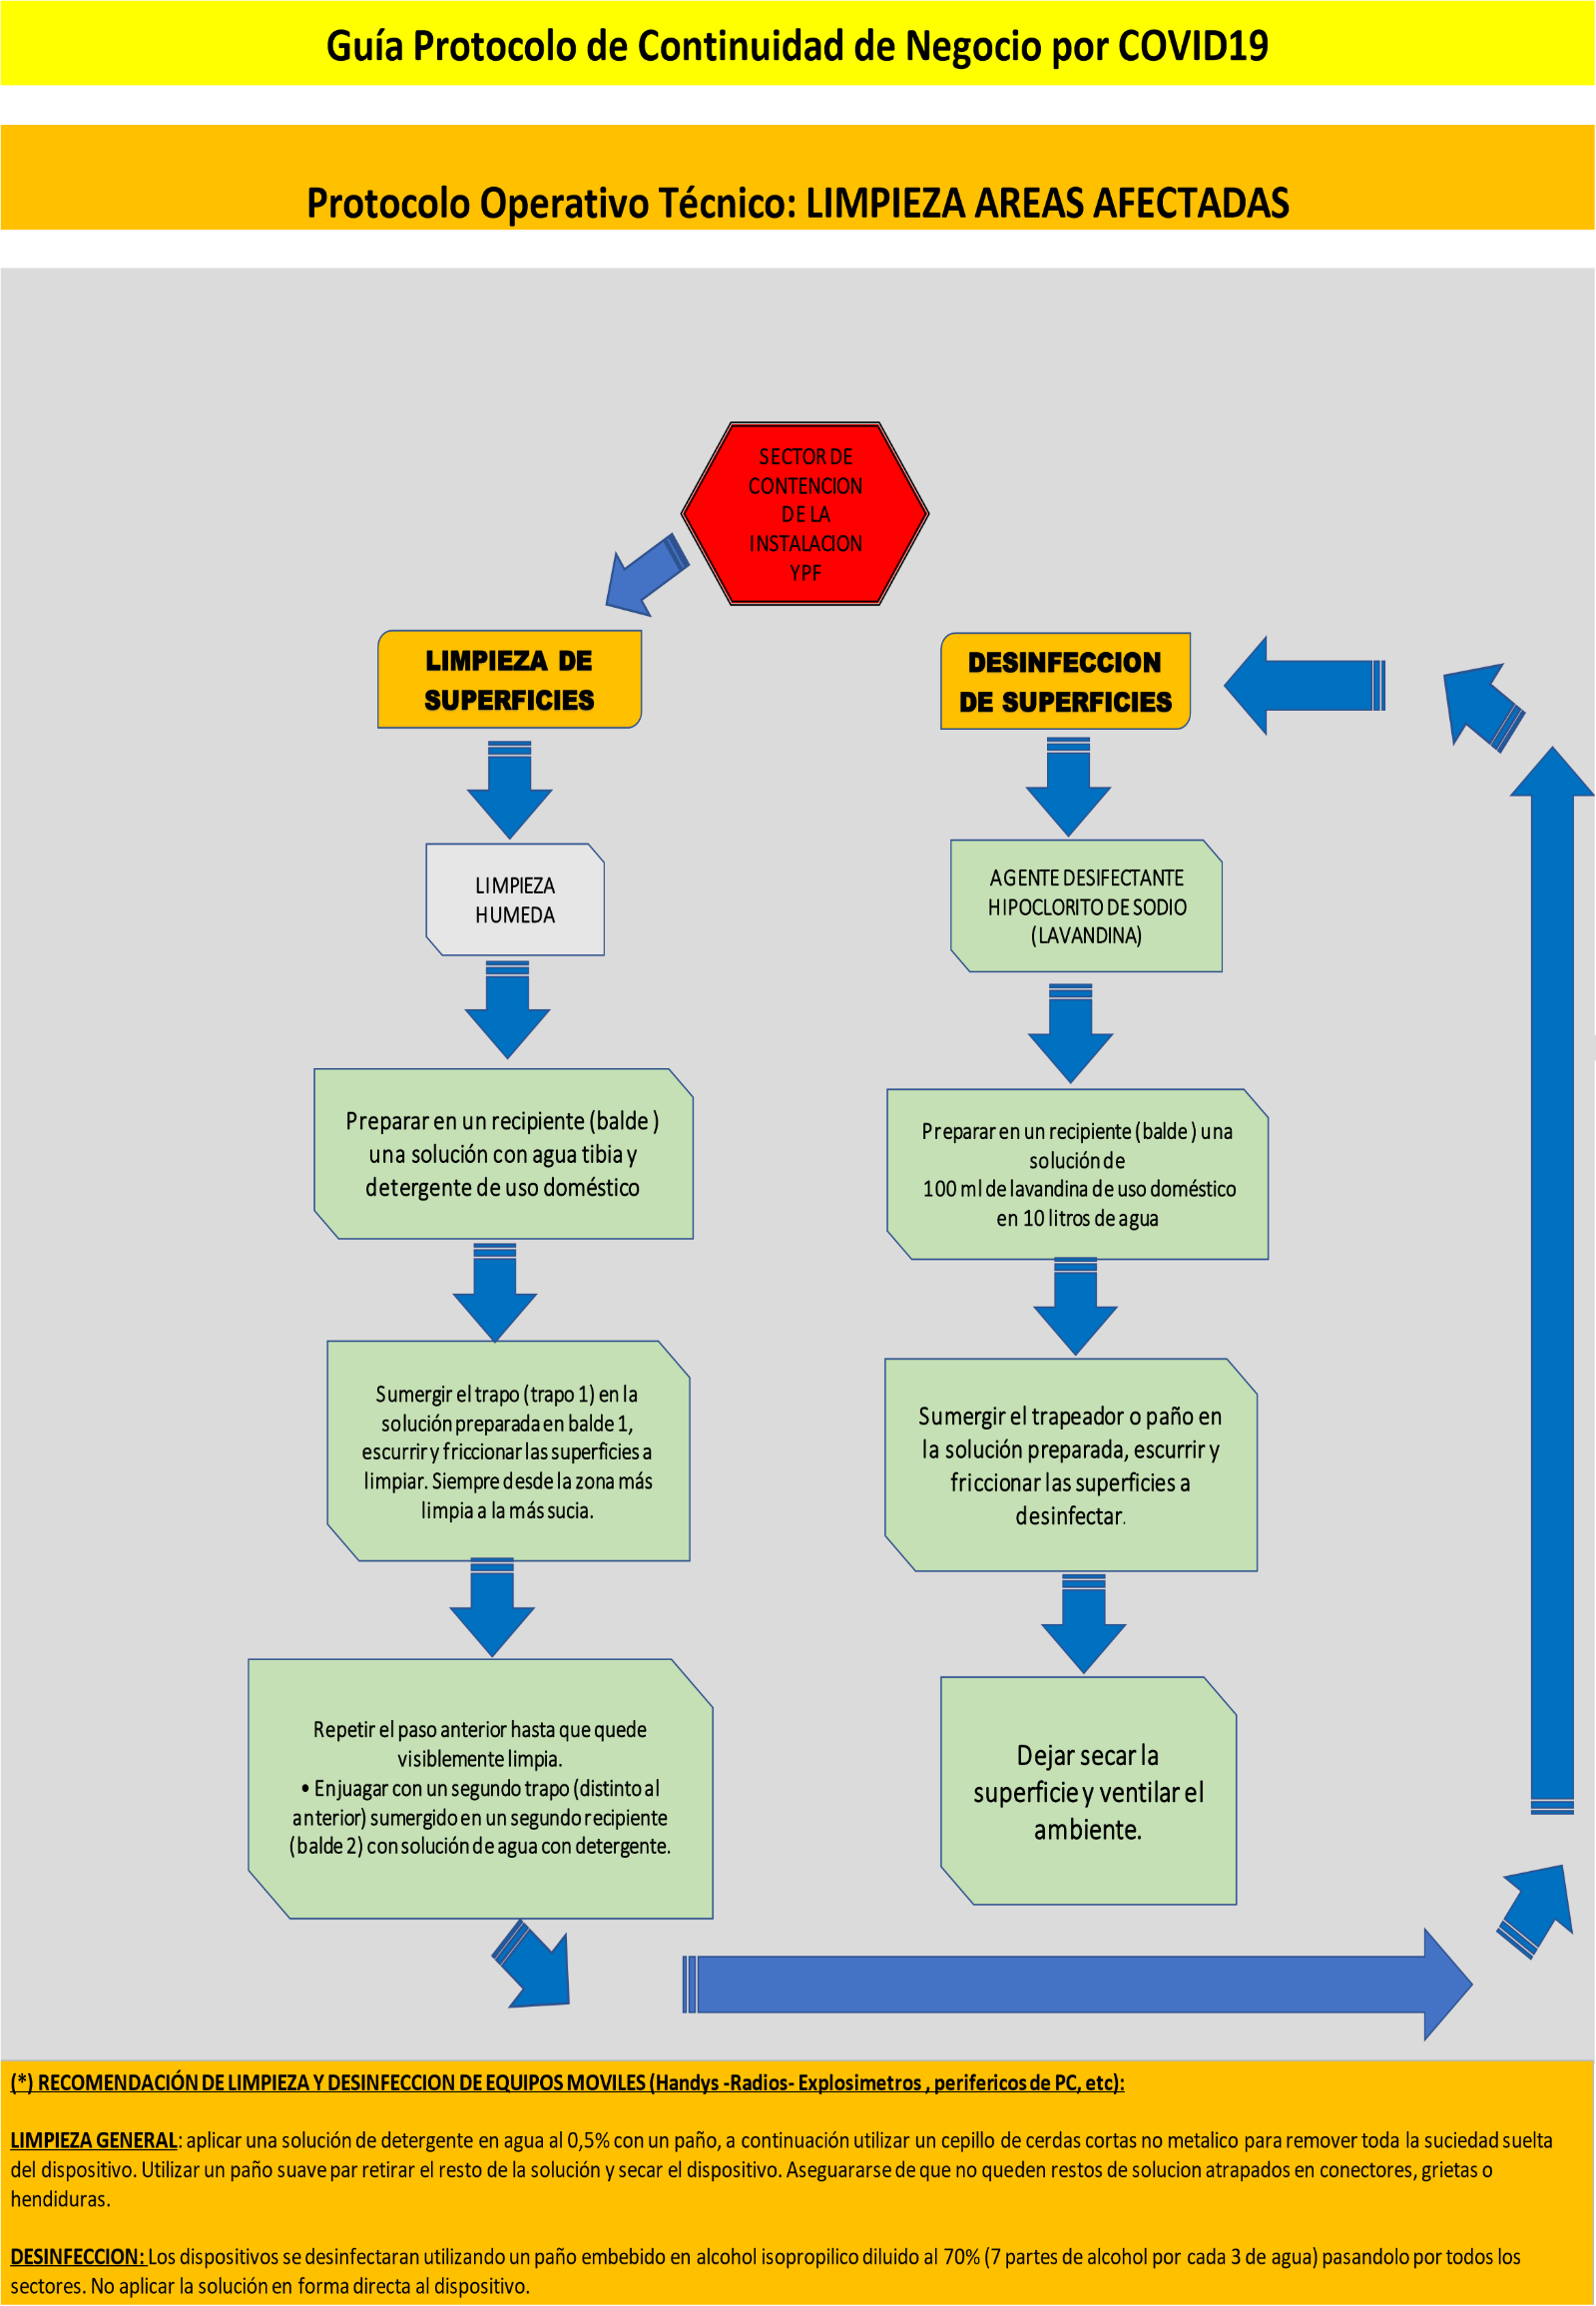 Guía Protocolo de Continuidad de Negocio por COVID19
Protocolo Operativo Técnico: LIMPIEZA AREAS AFECTADAS
SECTOR DE
CONTENCION
DE LA
INSTALACION
YPF
LIMPIEZA DE
SUPERFICIES
LIMPIEZA
HUMEDA
Preparar en un recipiente (balde )
una solución con agua tibia y
detergente de uso doméstico
Sumergir el trapo (trapo 1) en la
solución preparada en balde 1,
escurrir y friccionar las superficies a
limpiar. Siempre desde la zona más
limpia a la más sucia.
Repetir el paso anterior hasta que quede
visiblemente limpia.
• Enjuagar con un segundo trapo (distinto al
anterior) sumergido en un segundo recipiente
(balde 2) con solución de agua con detergente.
DESINFECCION
DE SUPERFICIES
AGENTE DESIFECTANTE
HIPOCLORITO DE SODIO
(LAVANDINA)
Preparar en un recipiente (balde ) una
solución de
100 ml de lavandina de uso doméstico
en 10 litros de agua
Sumergir el trapeador o paño en
la solución preparada, escurrir y
friccionar las superficies a
desinfectar.
Dejar secar la
superficie y ventilar el
ambiente.
(*) RECOMENDACIÓN DE LIMPIEZA Y DESINFECCION DE EQUIPOS MOVILES (Handys -Radios- Explosimetros , perifericos de PC, etc):
LIMPIEZA GENERAL: aplicar una solución de detergente en agua al 0,5% con un paño, a continuación utilizar un cepillo de cerdas cortas no metalico para remover toda la suciedad suelta
del dispositivo. Utilizar un paño suave par retirar el resto de la solución y secar el dispositivo. Aseguararse de que no queden restos de solucion atrapados en conectores, grietas o
hendiduras.
DESINFECCION: Los dispositivos se desinfectaran utilizando un paño embebido en alcohol isopropilico diluido al 70% (7 partes de alcohol por cada 3 de agua) pasandolo por todos los
sectores. No aplicar la solución en forma directa al dispositivo.